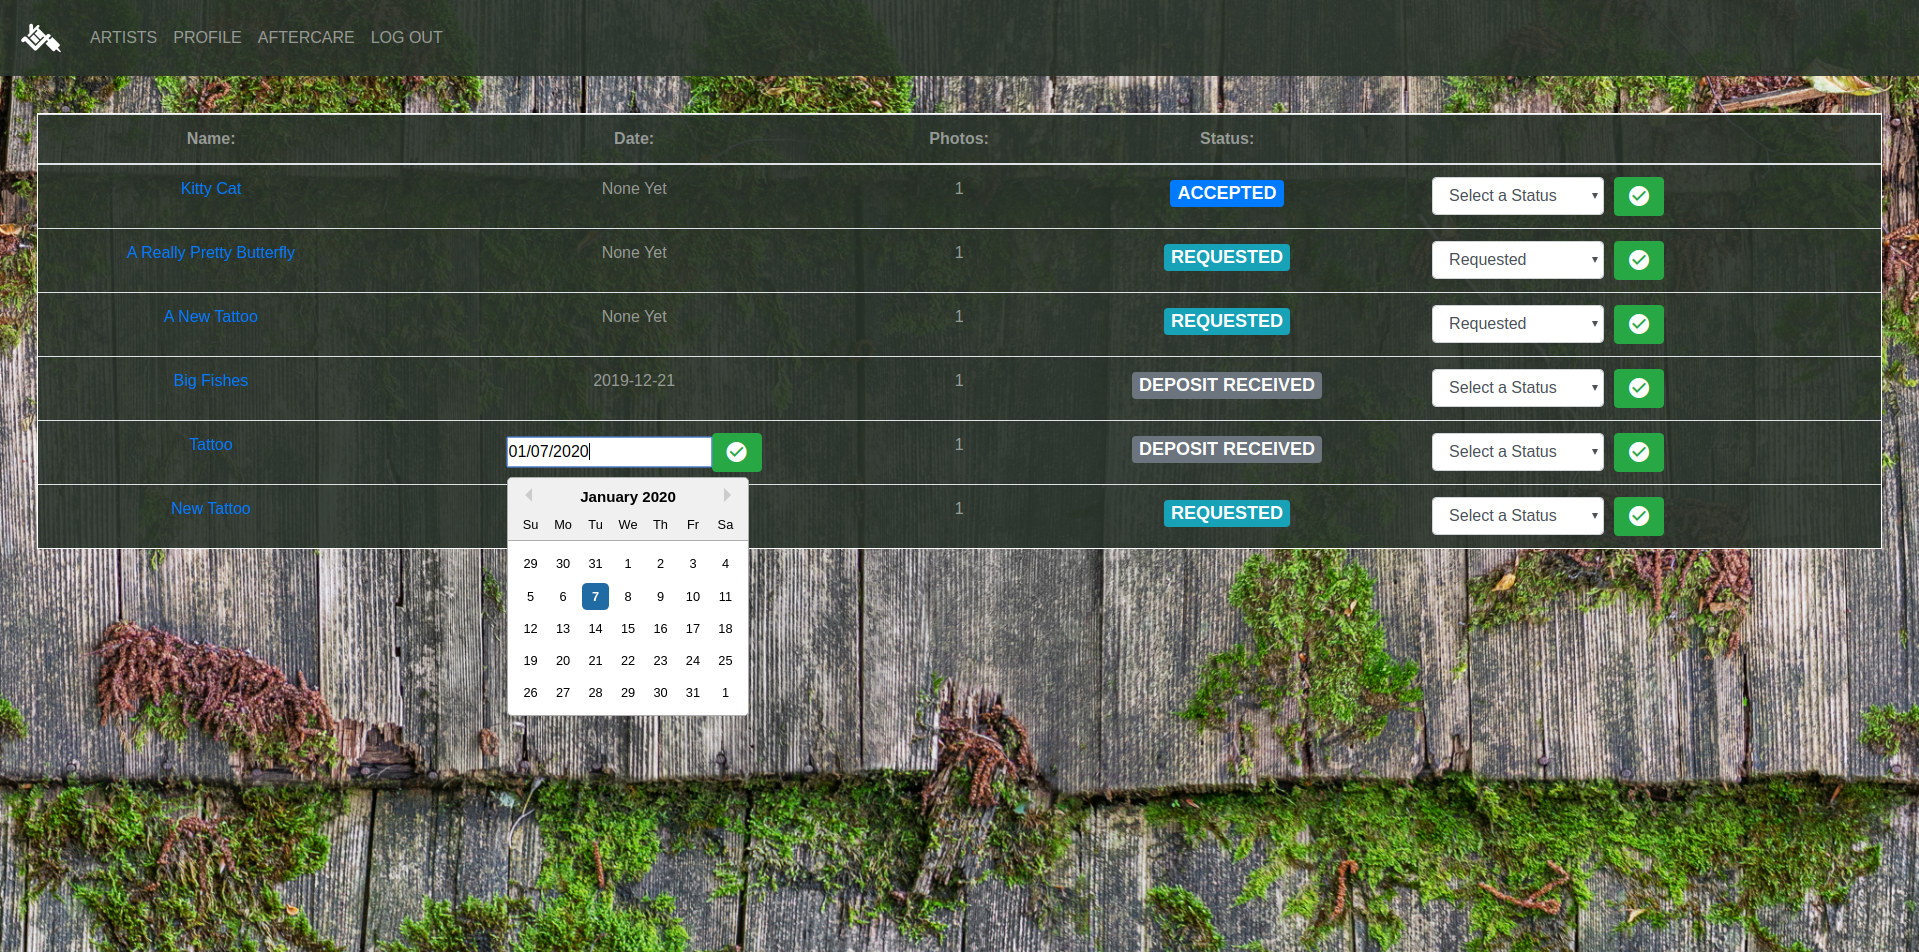 ARTISTS PROFILE AFTERCARE LOG OUT
Name: Date: Photos: Status:
Kitty Cat None Yet 1 ACCEPTED Select a Status
A Really Pretty Butterfly None Yet 1 REQUESTED Requested
A New Tattoo None Yet 1 REQUESTED Requested
Big Fishes 2019-12-21 1 DEPOSIT RECEIVED Select a Status
Tattoo 01/07/2020 1 DEPOSIT RECEIVED Select a Status
New Tattoo 1 REQUESTED Select a Status
January 2020
Su Mo Tu We Th Fr Sa
29 30 31 1 2 3 4
5 6 7 8 9 10 11
12 13 14 15 16 17 18
19 20 21 22 23 24 25
26 27 28 29 30 31 1